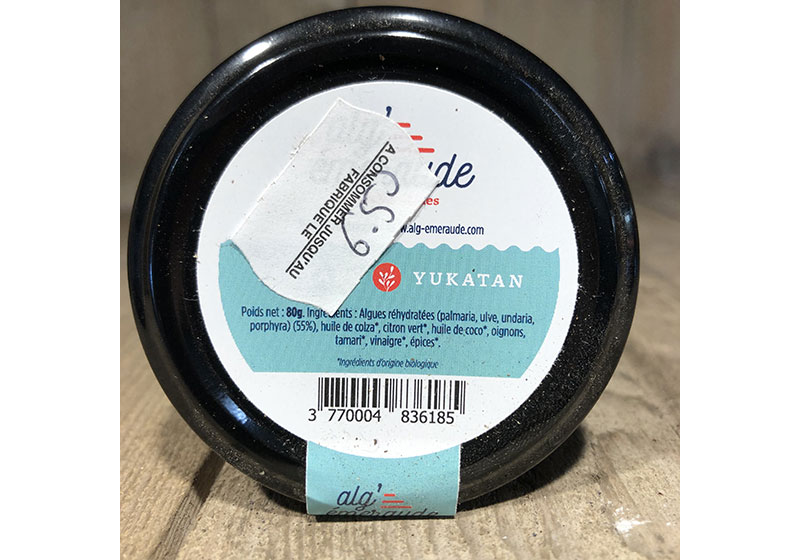 alg'
émeraude
A CONSOMMER JUSQU'AU
FABRIQUE LE
www.alg-emeraude.com
YUKATAN
Poids net : 80g. Ingrédients : Algues réhydratées (palmaria, ulve, undaria,
porphyra) (55%), huile de colza*, citron vert*, huile de coco*, oignons,
tamari*, vinaigre*, épices*.
*Ingrédients d'origine biologique
3 770004 836185
alg'
émeraude